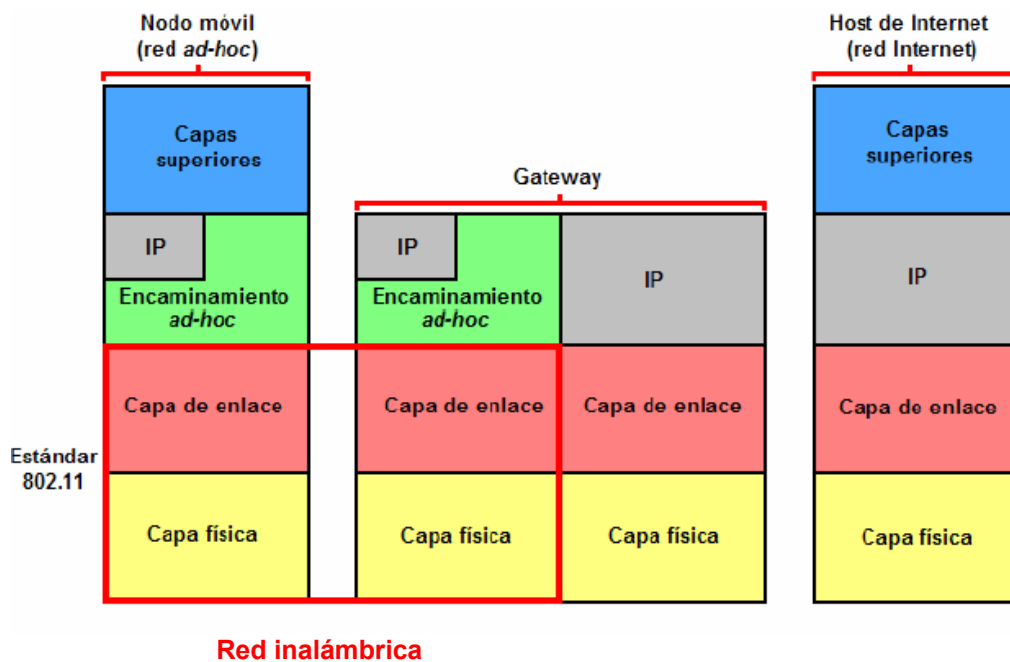 Nodo móvil
(red ad-hoc)
Host de Internet
(red Internet)
Capas
superiores
Capas
superiores
Gateway
IP
Encaminamiento
ad-hoc
IP
Encaminamiento
ad-hoc
IP
IP
Capa de enlace
Capa de enlace
Capa de enlace
Capa de enlace
Estándar
802.11
Capa física
Capa física
Capa física
Capa física
Red inalámbrica